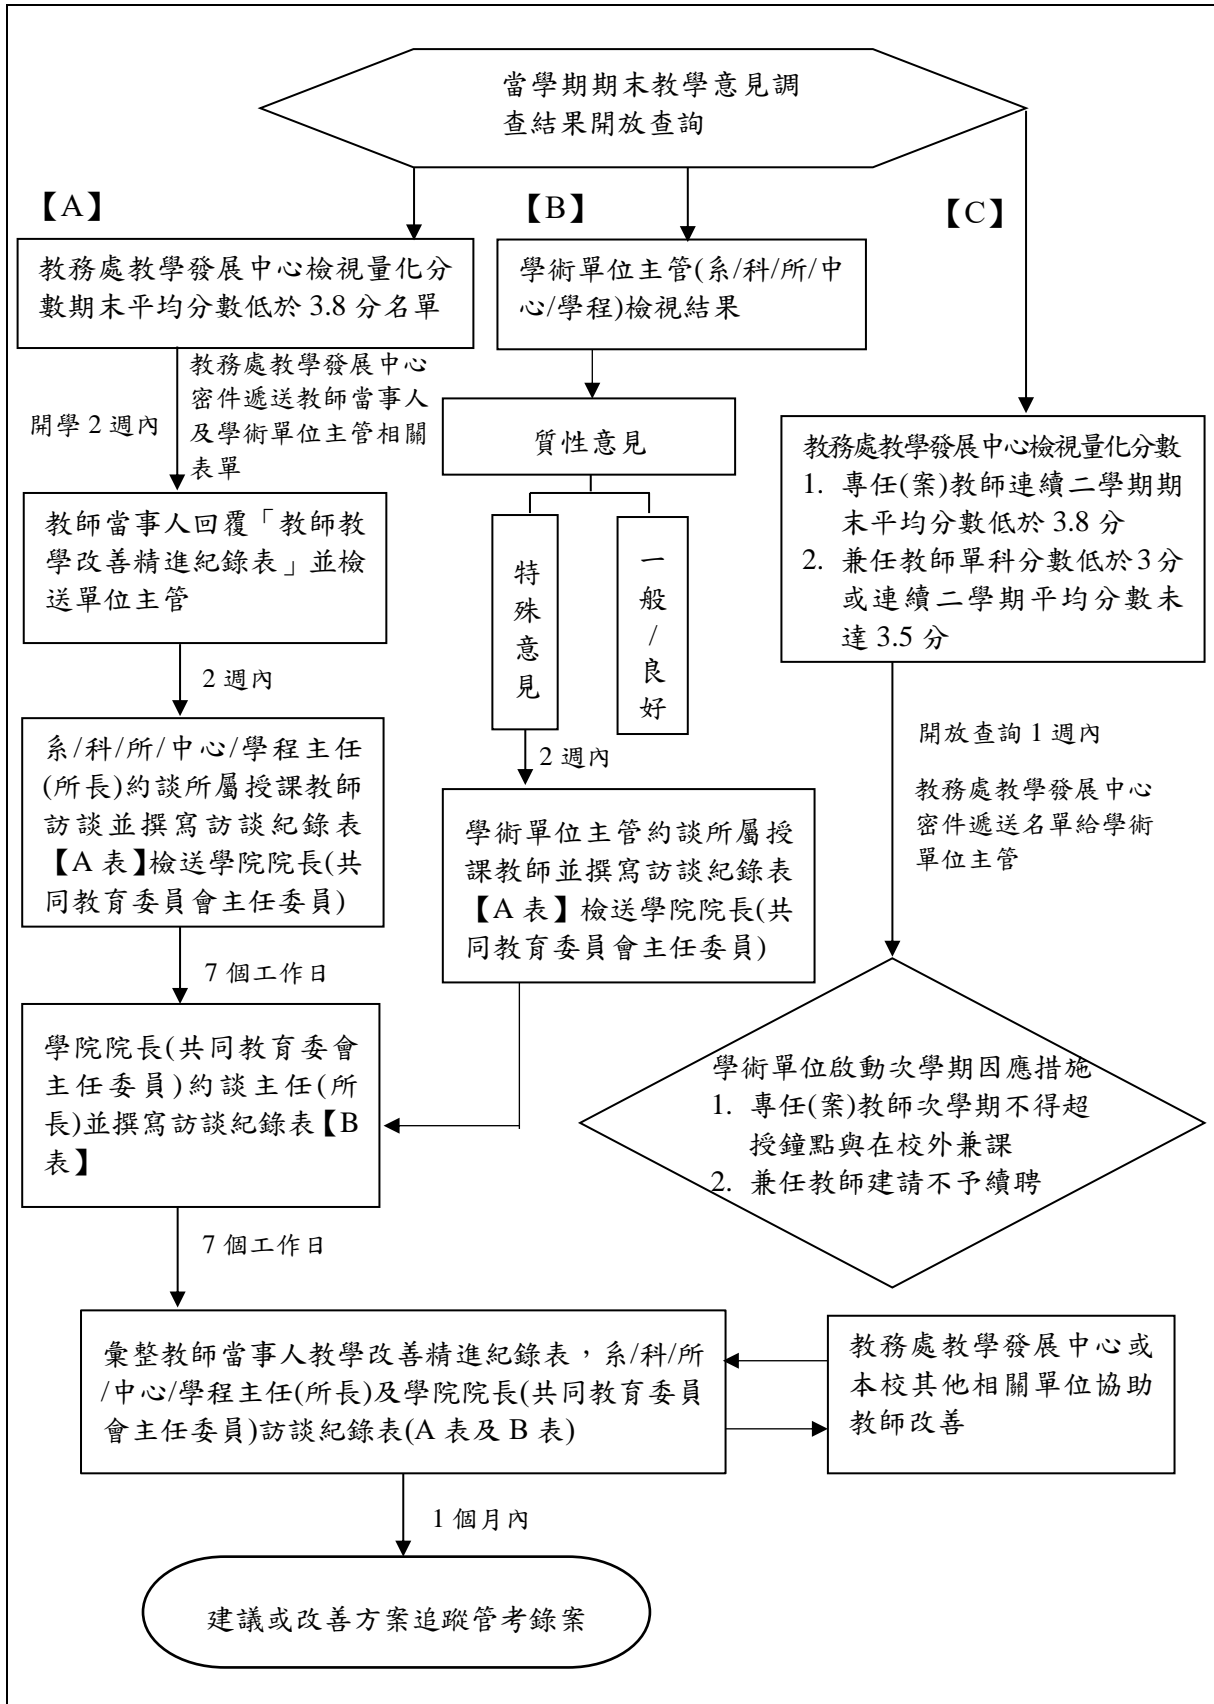 當學期期末教學意見調
查結果開放查詢
【A】
【B】
【C】
教務處教學發展中心檢視量化分
數期末平均分數低於 3.8 分名單
學術單位主管(系/科/所/中
心/學程)檢視結果
開學 2 週內
教務處教學發展中心
密件遞送教師當事人
及學術單位主管相關
表單
質性意見
教務處教學發展中心檢視量化分數
1. 專任(案)教師連續二學期期
末平均分數低於 3.8 分
2. 兼任教師單科分數低於 3 分
或連續二學期平均分數未
達 3.5 分
教師當事人回覆「教師教
學改善精進紀錄表」並檢
送單位主管
特
殊
意
見
一
般
/
良
好
2 週內
系/科/所/中心/學程主任
(所長)約談所屬授課教師
訪談並撰寫訪談紀錄表
【A 表】檢送學院院長(共
同教育委員會主任委員)
2 週內
學術單位主管約談所屬授
課教師並撰寫訪談紀錄表
【A 表】檢送學院院長(共
同教育委員會主任委員)
開放查詢 1 週內
教務處教學發展中心
密件遞送名單給學術
單位主管
7 個工作日
學院院長(共同教育委會
主任委員)約談主任(所
長)並撰寫訪談紀錄表【B
表】
學術單位啟動次學期因應措施
1. 專任(案)教師次學期不得超
授鐘點與在校外兼課
2. 兼任教師建請不予續聘
7 個工作日
彙整教師當事人教學改善精進紀錄表，系/科/所
/中心/學程主任(所長)及學院院長(共同教育委員
會主任委員)訪談紀錄表(A 表及 B 表)
教務處教學發展中心或
本校其他相關單位協助
教師改善
1 個月內
建議或改善方案追蹤管考錄案